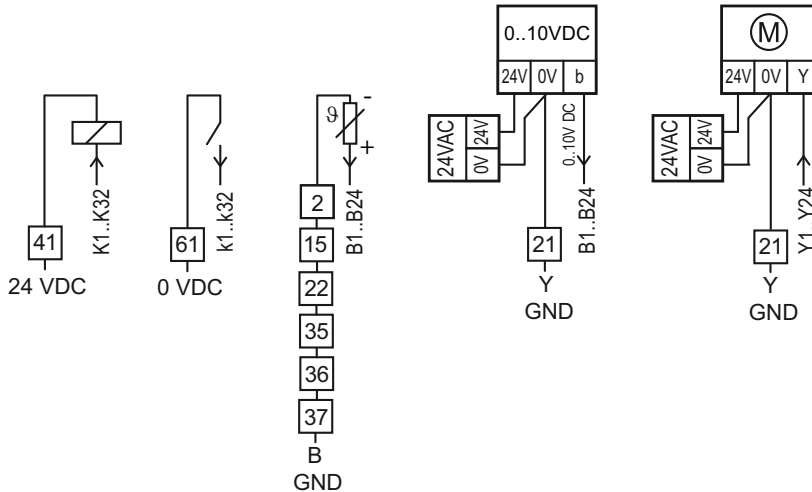 41
24 VDC
K1..K32
61
0 VDC
k1..k32
ϑ
-
+
B1..B24
2
15
22
35
36
37
B
GND
0..10VDC
24V 0V b
24VAC
24V
0V
0..10V DC
B1..B24
21
Y
GND
M
24V 0V Y
24VAC
24V
0V
Y1..Y24
21
Y
GND